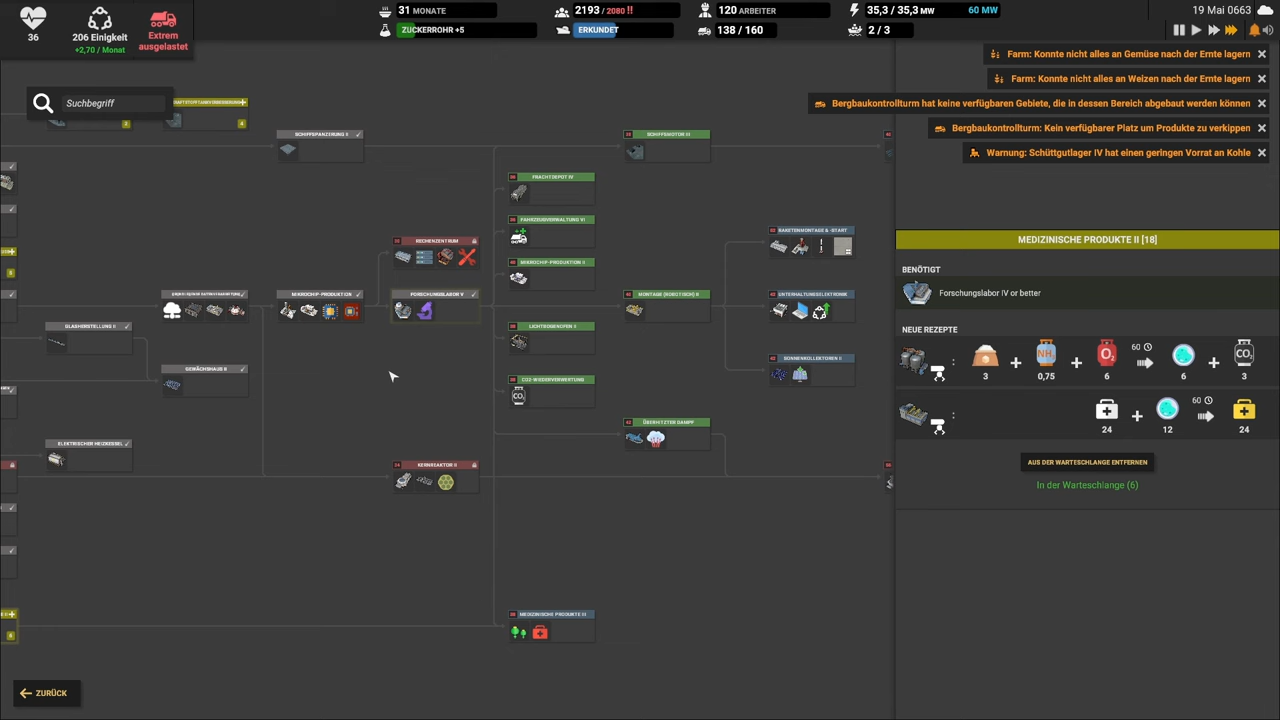 36
206 Einigkeit
+2,70 / Monat
Extrem
ausgelastet
31 MONATE
ZUCKERROHR +5
2193 / 2080 !!
ERKUNDET
120 ARBEITER
138 / 160
35,3 / 35,3 MW
60 MW
2 / 3
19 Mai 0663
Farm: Konnte nicht alles an Gemüse nach der Ernte lagern
Farm: Konnte nicht alles an Weizen nach der Ernte lagern
Bergbaukontrollturm hat keine verfügbaren Gebiete, die in dessen Bereich abgebaut werden können
Bergbaukontrollturm: Kein verfügbarer Platz um Produkte zu verkippen
Warnung: Schüttgutlager IV hat einen geringen Vorrat an Kohle
Suchbegriff
SCHIFFSPANZERUNG II
SCHIFFSMOTOR III
FRACHTDEPOT IV
FAHRZEUGVERWALTUNG VI
MIKROCHIP-PRODUKTION II
RECHENZENTRUM
RAKETENMONTAGE & -START
MIKROCHIP-PRODUKTION
FORSCHUNGSLABOR V
MONTAGE (ROBOTISCH) II
UNTERHALTUNGSELEKTRONIK
GLASHERSTELLUNG II
LICHTBOGENOFEN II
GEWÄCHSHAUS II
CO2-WIEDERVERWERTUNG
SONNENKOLLEKTOREN II
ÜBERHITZTER DAMPF
ELEKTRISCHER HEIZKESSEL
KERNREAKTOR II
MEDIZINISCHE PRODUKTE III
MEDIZINISCHE PRODUKTE II [18]
BENÖTIGT
Forschungslabor IV or better
NEUE REZEPTE
: 3 + NH₃ 0,75 + O₂ 6 60 6 + CO₂ 3
: 24 + 12 60 24
AUS DER WARTESCHLANGE ENTFERNEN
In der Warteschlange (6)
ZURÜCK